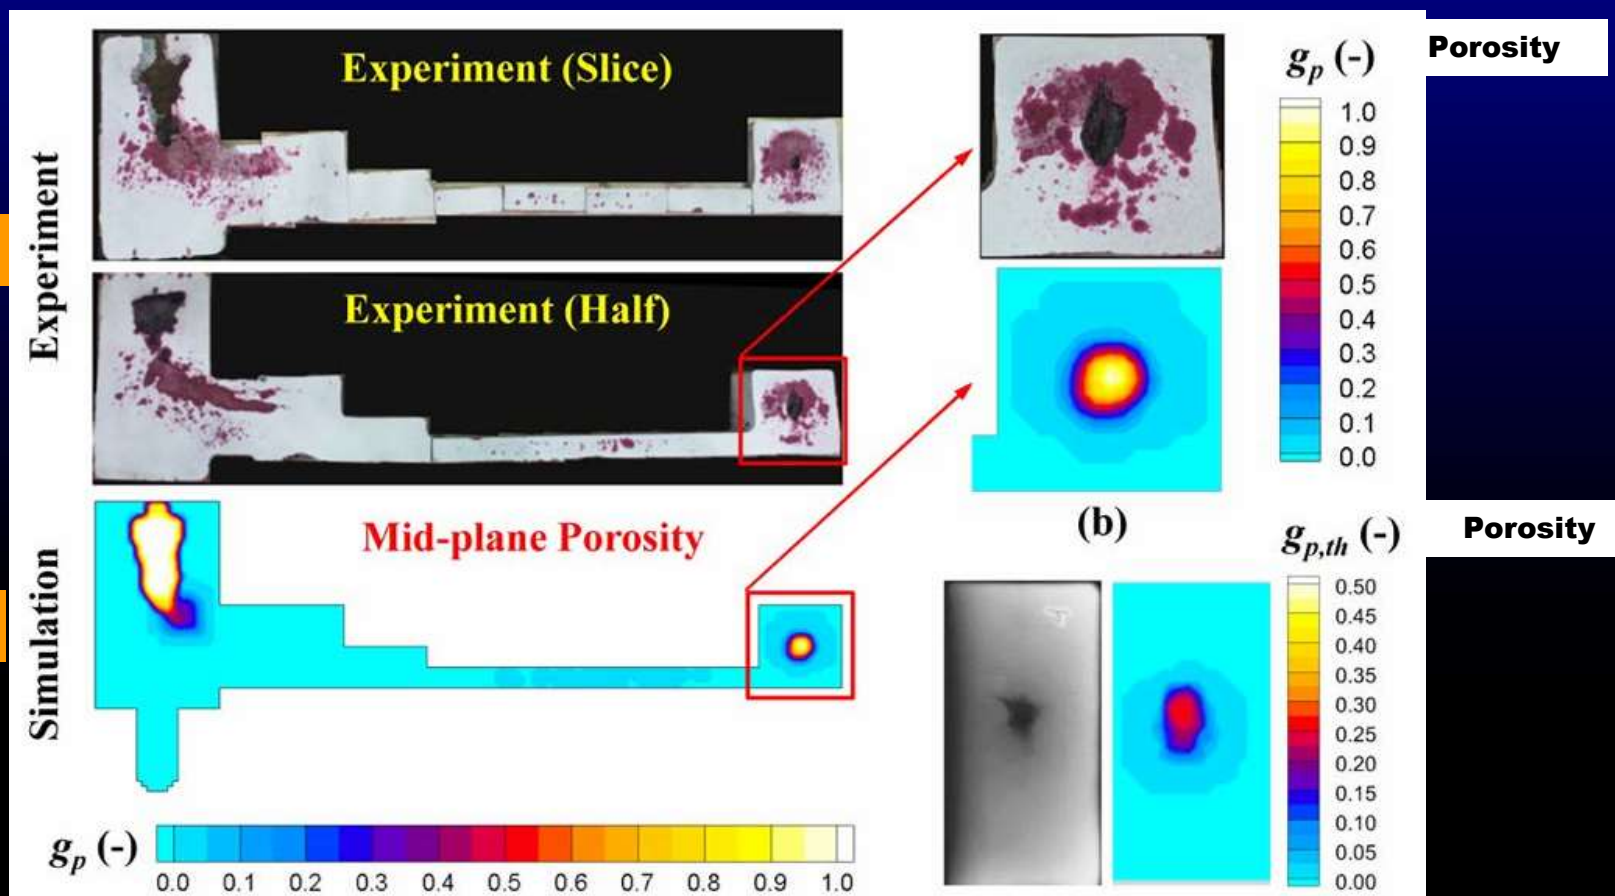 Experiment
Experiment (Slice)
Experiment (Half)
Simulation
Mid-plane Porosity
gp (-)
0.0 0.1 0.2 0.3 0.4 0.5 0.6 0.7 0.8 0.9 1.0
gp (-)
Porosity
1.0
0.9
0.8
0.7
0.6
0.5
0.4
0.3
0.2
0.1
0.0
(b)
gp,th (-)
Porosity
0.50
0.45
0.40
0.35
0.30
0.25
0.20
0.15
0.10
0.05
0.00